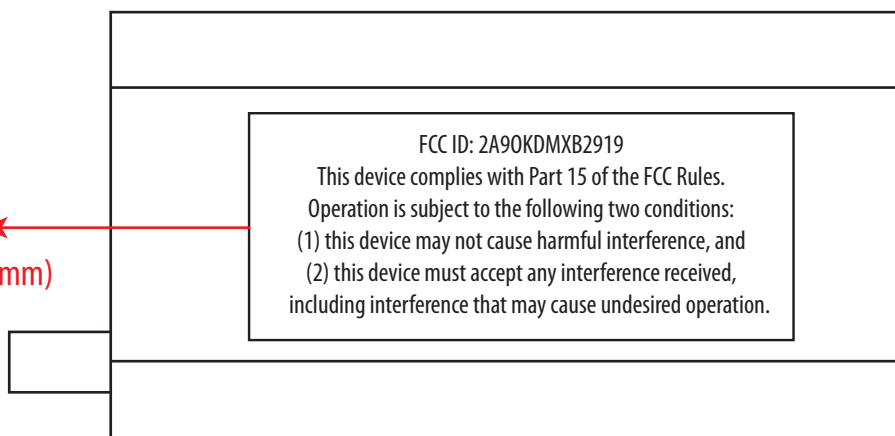 FCC ID: 2A9OKDMXB2919
This device complies with Part 15 of the FCC Rules.
Operation is subject to the following two conditions:
(1) this device may not cause harmful interference, and
mm)
(2) this device must accept any interference received,
including interference that may cause undesired operation.